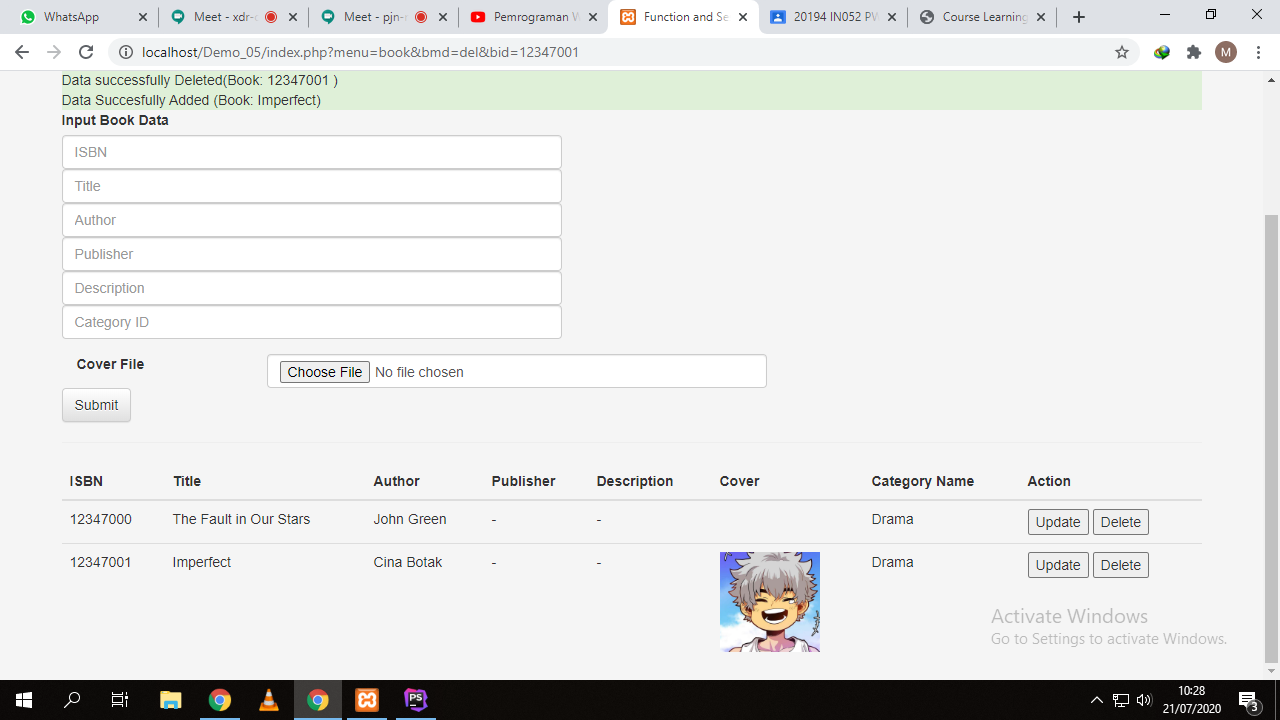 WhatsApp
Meet - xdr-
Meet - pjn-r
Pemrograman W
Function and Se
20194 IN052 PW
Course Learning
localhost/Demo_05/index.php?menu=book&bmd=del&bid=12347001
M
Data successfully Deleted(Book: 12347001 )
Data Succesfully Added (Book: Imperfect)
Input Book Data
ISBN
Title
Author
Publisher
Description
Category ID
Cover File Choose File No file chosen
Submit
ISBN Title Author Publisher Description Cover Category Name Action
12347000 The Fault in Our Stars John Green - - Drama Update Delete
12347001 Imperfect Cina Botak - - Drama Update Delete
Activate Windows
Go to Settings to activate Windows.
PS
10:28
21/07/2020
3